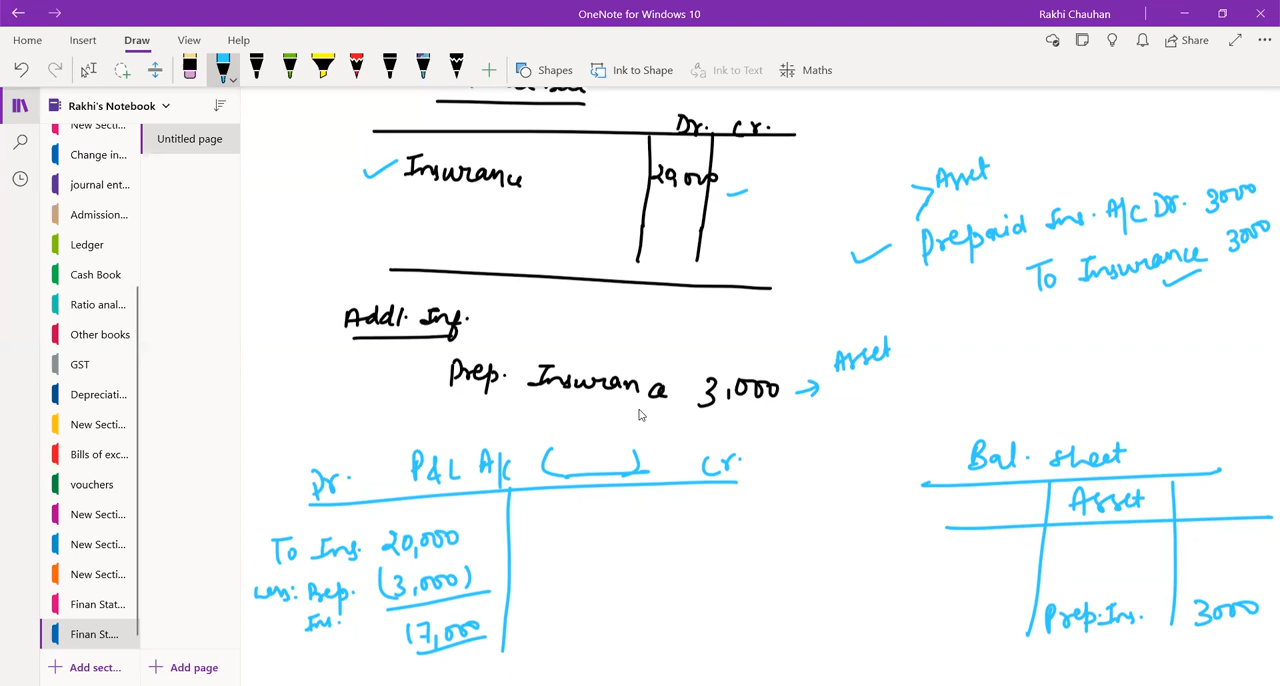 OneNote for Windows 10
Rakhi Chauhan
Home Insert Draw View Help
Share
Shapes
Ink to Shape
Ink to Text
Maths
Rakhi's Notebook
Untitled page
New Secti...
Change in...
journal ent...
Admission...
Ledger
Cash Book
Ratio anal...
Other books
GST
Depreciati...
New Secti...
Bills of exc...
vouchers
New Secti...
New Secti...
New Secti...
Finan Stat...
Finan St....
Add sect...
Add page
Dr. Cr.
Insurance 20,000
Asset
Prepaid Ins. A/C Dr. 3000
To Insurance 3000
Addl. Inf.
Prep. Insurance 3,000 → Asset
Dr. P&L A/C ( ) Cr.
To Ins. 20,000
Less: Prep. (3,000)
Ins.
17,000
Bal. Sheet
Asset
Prep. Ins. 3000